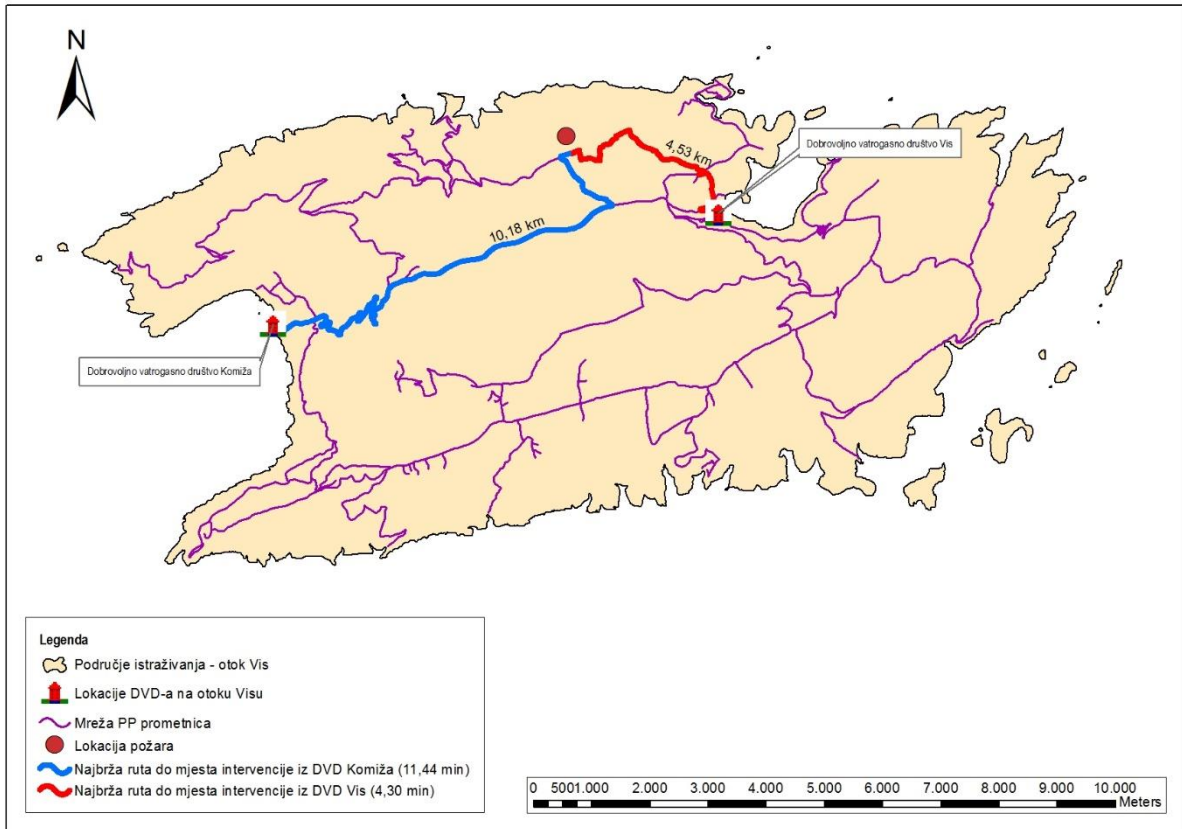 N
Dobrovoljno vatrogasno društvo Vis
4,53 km
10,18 km
Dobrovoljno vatrogasno društvo Komiža
Legenda
Područje istraživanja - otok Vis
Lokacije DVD-a na otoku Visu
Mreža PP prometnica
Lokacija požara
Najbrža ruta do mjesta intervencije iz DVD Komiža (11,44 min)
Najbrža ruta do mjesta intervencije iz DVD Vis (4,30 min)
0 5001.000 2.000 3.000 4.000 5.000 6.000 7.000 8.000 9.000 10.000
Meters